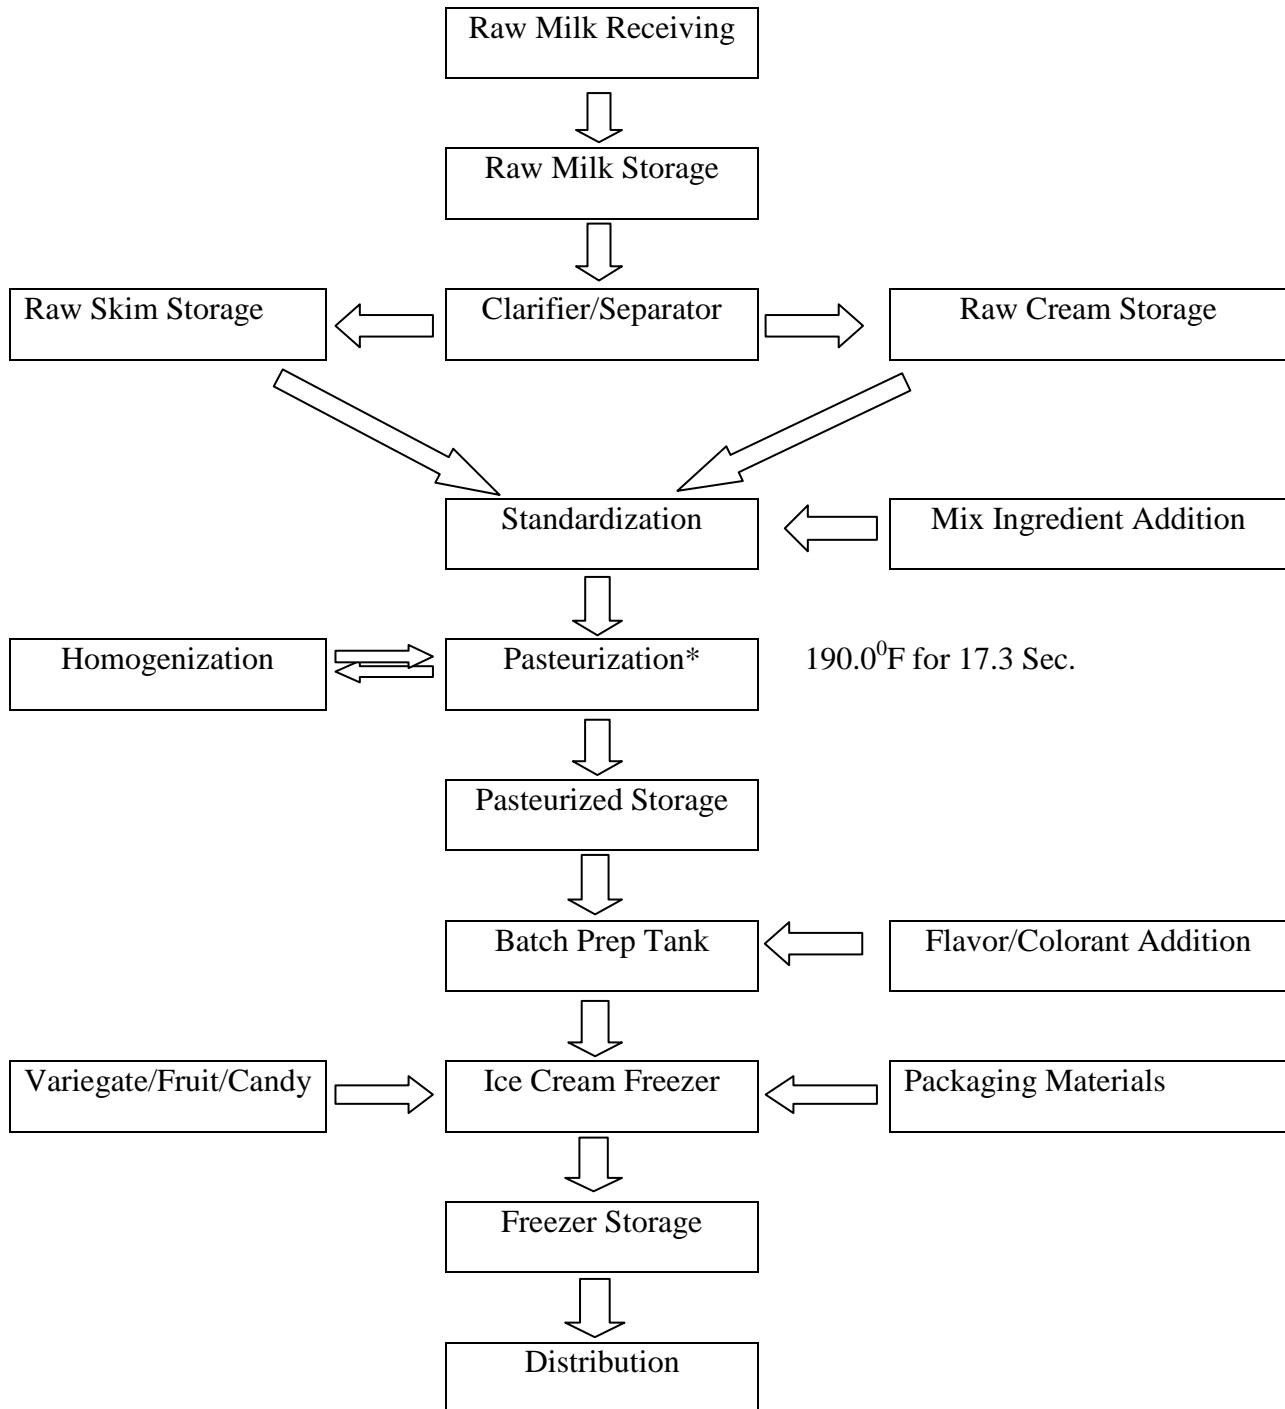 Raw Milk Receiving
Raw Milk Storage
Raw Skim Storage
Clarifier/Separator
Raw Cream Storage
Standardization
Mix Ingredient Addition
Homogenization
Pasteurization*
190.0⁰F for 17.3 Sec.
Pasteurized Storage
Batch Prep Tank
Flavor/Colorant Addition
Variegate/Fruit/Candy
Ice Cream Freezer
Packaging Materials
Freezer Storage
Distribution